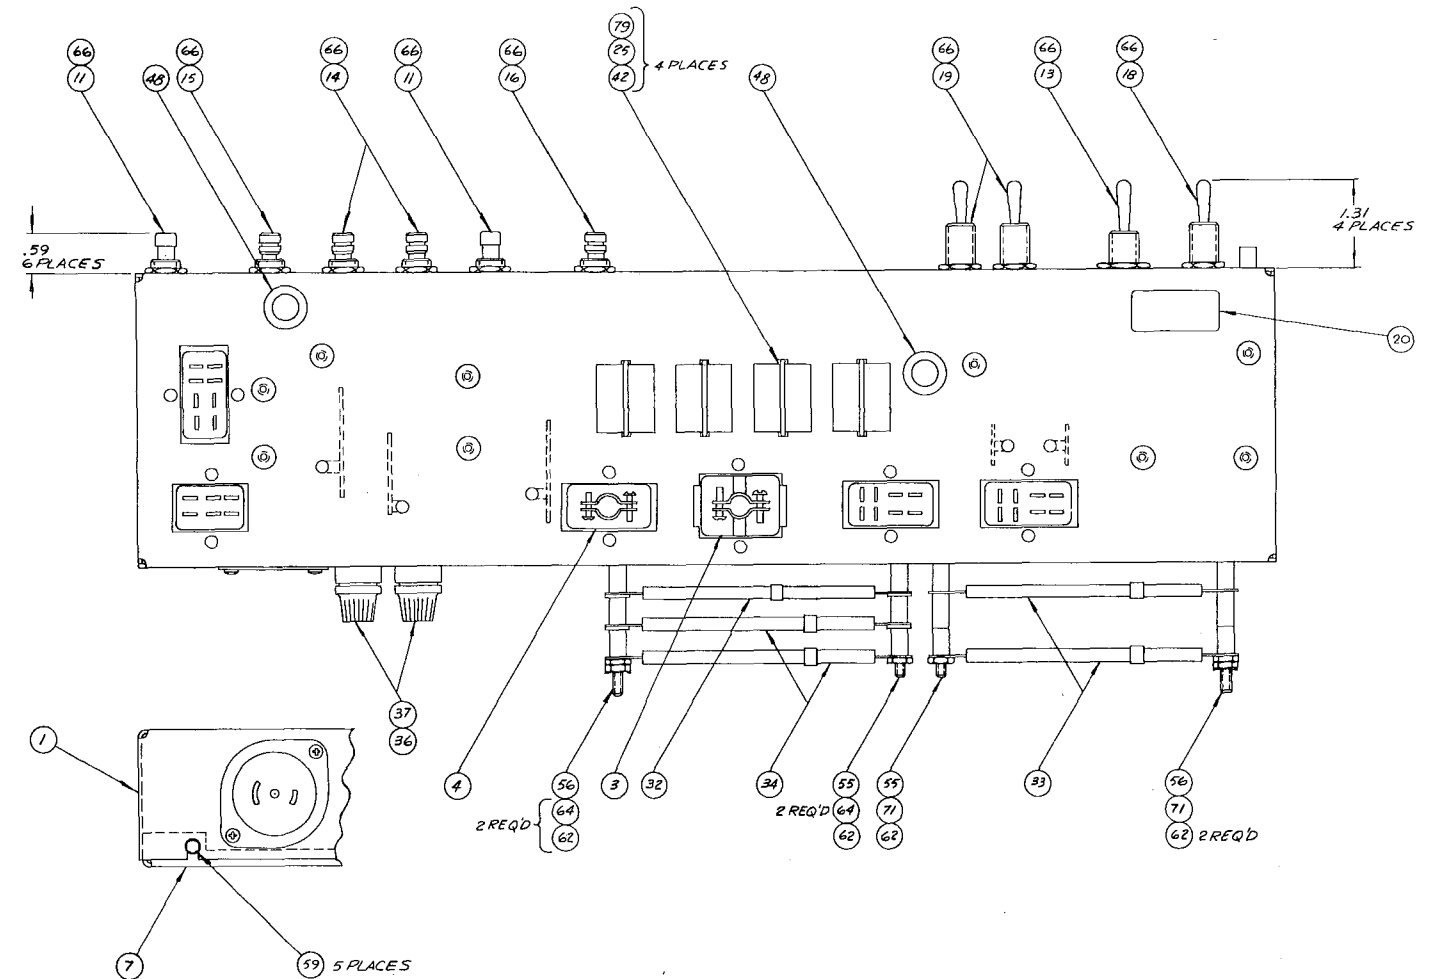 79
66 66 66 66 66 25 4 PLACES 66 66 66
11 48 15 14 11 16 42 48 19 13 18
1.31
4 PLACES
.59
6 PLACES
20
37
36
1
4 56 3 32 34 55 55 33 56
2 REQ'D 64 2 REQ'D 64 71 71
62 62 62 62 2 REQ'D
7 59 5 PLACES